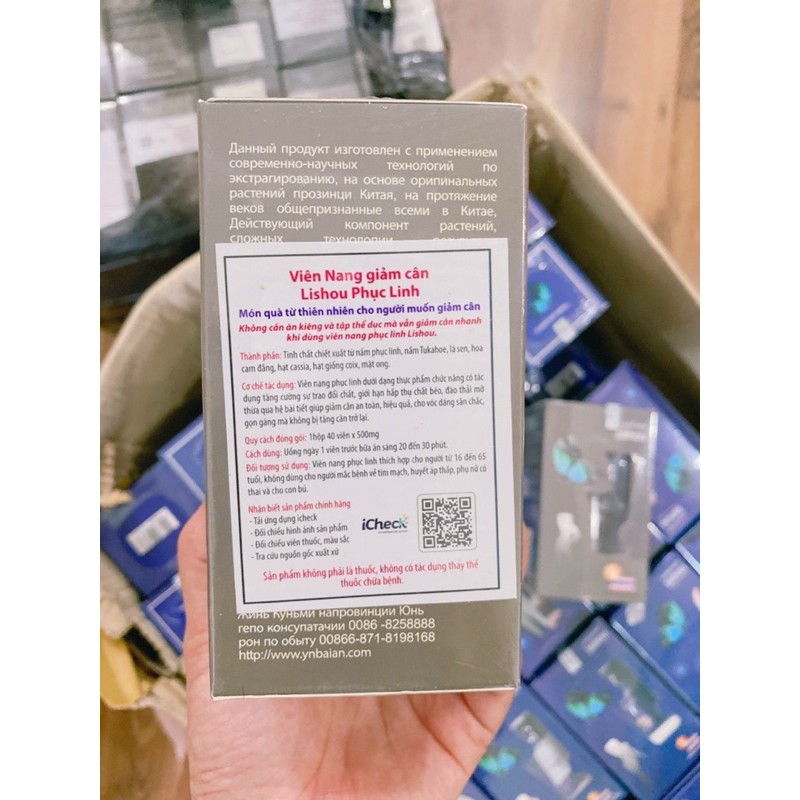 Данный продукт изготовлен с применением
современно-научных технологий по
экстрагированию, на основе орипинальных
растений прозинци Китая, на протяжение
веков общепризнанные всеми в Китае,
Действующий компонент растений,
сложных технологии
Viên Nang giảm cân
Lishou Phục Linh
Món quà từ thiên nhiên cho người muốn giảm cân
Không cần ăn kiêng và tập thể dục mà vẫn giảm cân nhanh
khi dùng viên nang phục linh Lishou.
Thành phần: Tinh chất chiết xuất từ nấm phục linh, nấm Tukahoe, lá sen, hoa
cam đắng, hạt cassia, hạt giống coix, mật ong.
Cơ chế tác dụng: Viên nang phục linh dưới dạng thực phẩm chức năng có tác
dụng tăng cường sự trao đổi chất, giới hạn hấp thụ chất béo, đào thải mỡ
thừa qua hệ bài tiết giúp giảm cân an toàn, hiệu quả, cho vóc dáng săn chắc,
gọn gàng mà không bị tăng cân trở lại.
Quy cách đóng gói: 1hộp 40 viên x 500mg
Cách dùng: Uống ngày 1 viên trước bữa ăn sáng 20 đến 30 phút.
Đối tượng sử dụng: Viên nang phục linh thích hợp cho người từ 16 đến 65
tuổi, không dùng cho người mắc bệnh về tim mạch, huyết áp thấp, phụ nữ có
thai và cho con bú.
Nhận biết sản phẩm chính hãng
- Tải ứng dụng icheck
- Đối chiếu hình ảnh sản phẩm
- Đối chiếu viên thuốc, màu sắc
- Tra cứu nguồn gốc xuất xứ
iCheck
Sản phẩm không phải là thuốc, không có tác dụng thay thế
thuốc chữa bệnh.
Жинь Куньми напровинции Юнь
гепо консупатачии 0086 -8258888
рон по обыту 00866-871-8198168
http://www.ynbaian.com